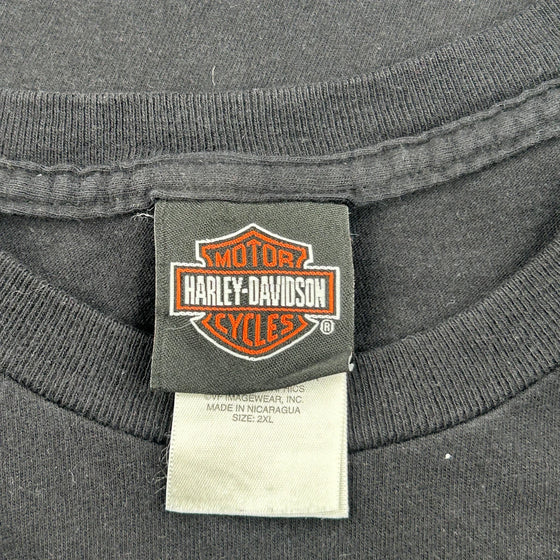 MOTOR
HARLEY-DAVIDSON
CYCLES
®
©VF IMAGEWEAR, INC.
MADE IN NICARAGUA
SIZE: 2XL